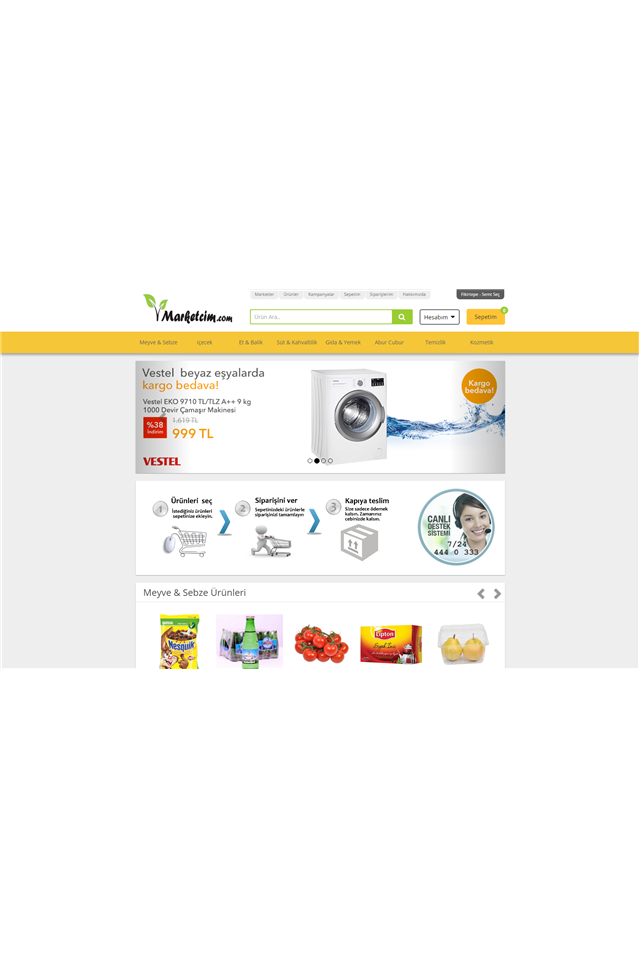 Marketler Ürünler Kampanyalar Sepetim Siparişlerim Hakkımızda
Fikirtepe - Semt Seç
Marketcim.com
Ürün Ara..
Hesabım
Sepetim
0
Meyve & Sebze İçecek Et & Balık Süt & Kahvaltılık Gıda & Yemek Abur Cubur Temizlik Kozmetik
Vestel beyaz eşyalarda
kargo bedava!
Vestel EKO 9710 TL/TLZ A++ 9 kg
1000 Devir Çamaşır Makinesi
%38
İndirim
1.619 TL
999 TL
VESTEL
Kargo
bedava!
1
Ürünleri seç
İstediğiniz ürünleri
sepetinize ekleyin.
2
Siparişini ver
Sepetinizdeki ürünlerle
siparişinizi tamamlayın
3
Kapıya teslim
Size sadece ödemek
kalsın. Zamanınız
cebinizde kalsın.
CANLI
DESTEK
SİSTEMİ
7/24
444 0 333
Meyve & Sebze Ürünleri
Nesquik
Lipton